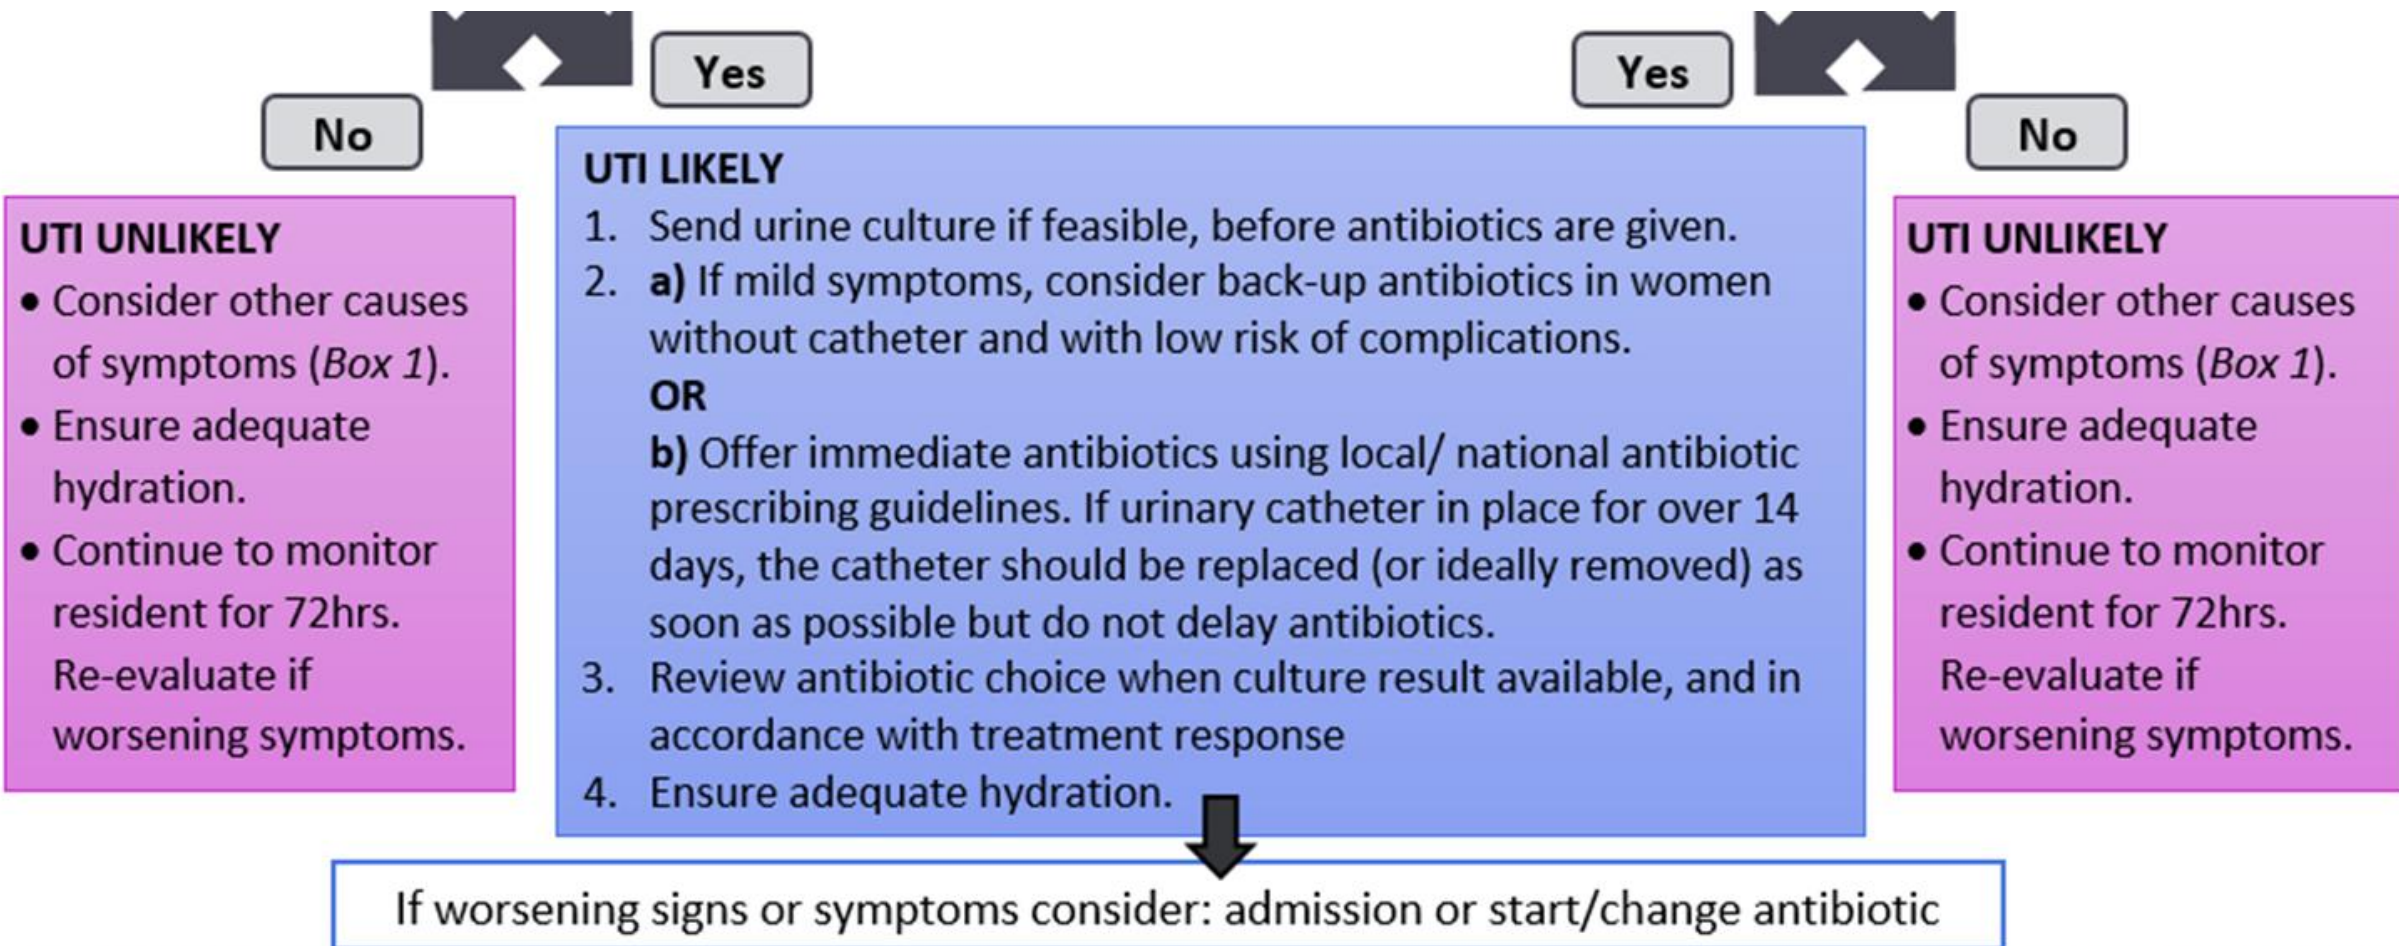 Yes
Yes
No
No
UTI UNLIKELY
• Consider other causes
of symptoms (Box 1).
• Ensure adequate
hydration.
• Continue to monitor
resident for 72hrs.
Re-evaluate if
worsening symptoms.
UTI LIKELY
1. Send urine culture if feasible, before antibiotics are given.
2. a) If mild symptoms, consider back-up antibiotics in women
without catheter and with low risk of complications.
OR
b) Offer immediate antibiotics using local/ national antibiotic
prescribing guidelines. If urinary catheter in place for over 14
days, the catheter should be replaced (or ideally removed) as
soon as possible but do not delay antibiotics.
3. Review antibiotic choice when culture result available, and in
accordance with treatment response
4. Ensure adequate hydration.
UTI UNLIKELY
• Consider other causes
of symptoms (Box 1).
• Ensure adequate
hydration.
• Continue to monitor
resident for 72hrs.
Re-evaluate if
worsening symptoms.
If worsening signs or symptoms consider: admission or start/change antibiotic